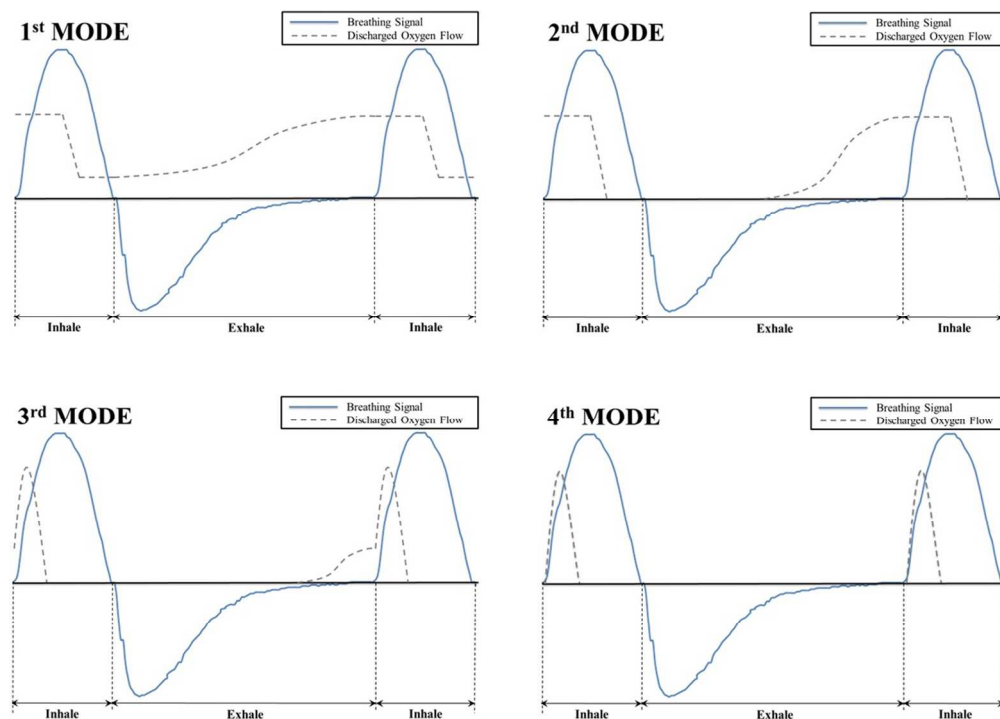 1st MODE
Breathing Signal
Discharged Oxygen Flow
Inhale
Exhale
Inhale
2nd MODE
Breathing Signal
Discharged Oxygen Flow
Inhale
Exhale
Inhale
3rd MODE
Breathing Signal
Discharged Oxygen Flow
Inhale
Exhale
Inhale
4th MODE
Breathing Signal
Discharged Oxygen Flow
Inhale
Exhale
Inhale